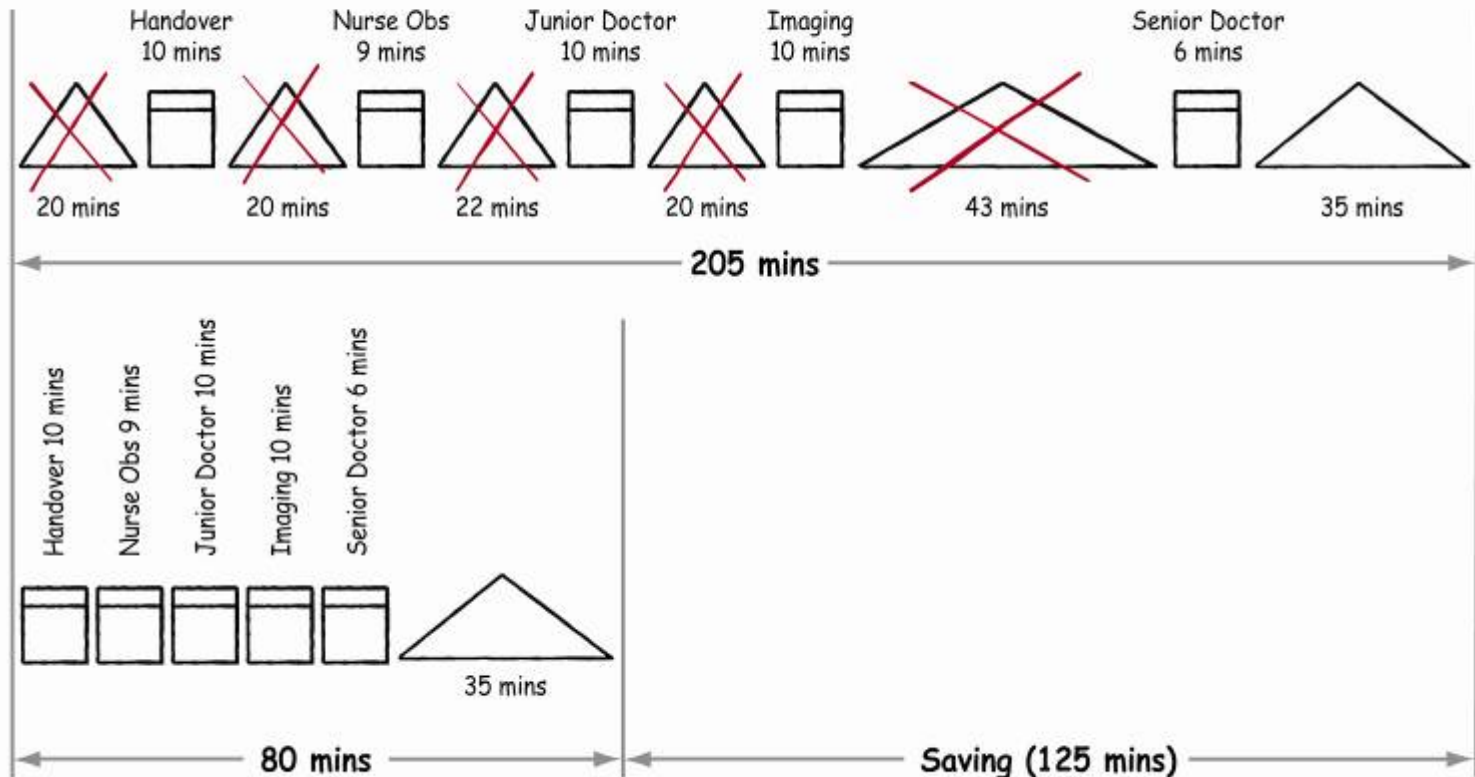 Handover
10 mins
Nurse Obs
9 mins
Junior Doctor
10 mins
Imaging
10 mins
Senior Doctor
6 mins
20 mins
20 mins
22 mins
20 mins
43 mins
35 mins
205 mins
Handover 10 mins
Nurse Obs 9 mins
Junior Doctor 10 mins
Imaging 10 mins
Senior Doctor 6 mins
35 mins
80 mins
Saving (125 mins)